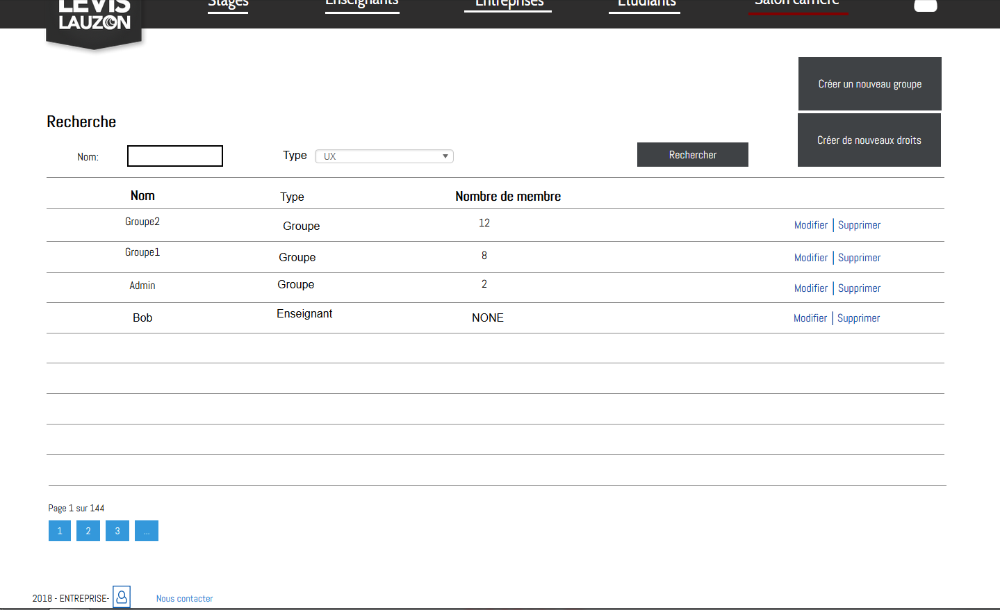 LEVIS
LAUZON
Stages
Enseignants
Entreprises
Etudiants
Salon carrière
Créer un nouveau groupe
Recherche
Créer de nouveaux droits
Nom:
Type
UX
Rechercher
Nom Type Nombre de membre
Groupe2 Groupe 12 Modifier | Supprimer
Groupe1 Groupe 8 Modifier | Supprimer
Admin Groupe 2 Modifier | Supprimer
Bob Enseignant NONE Modifier | Supprimer
Page 1 sur 144
1 2 3 ...
2018 - ENTREPRISE- Nous contacter